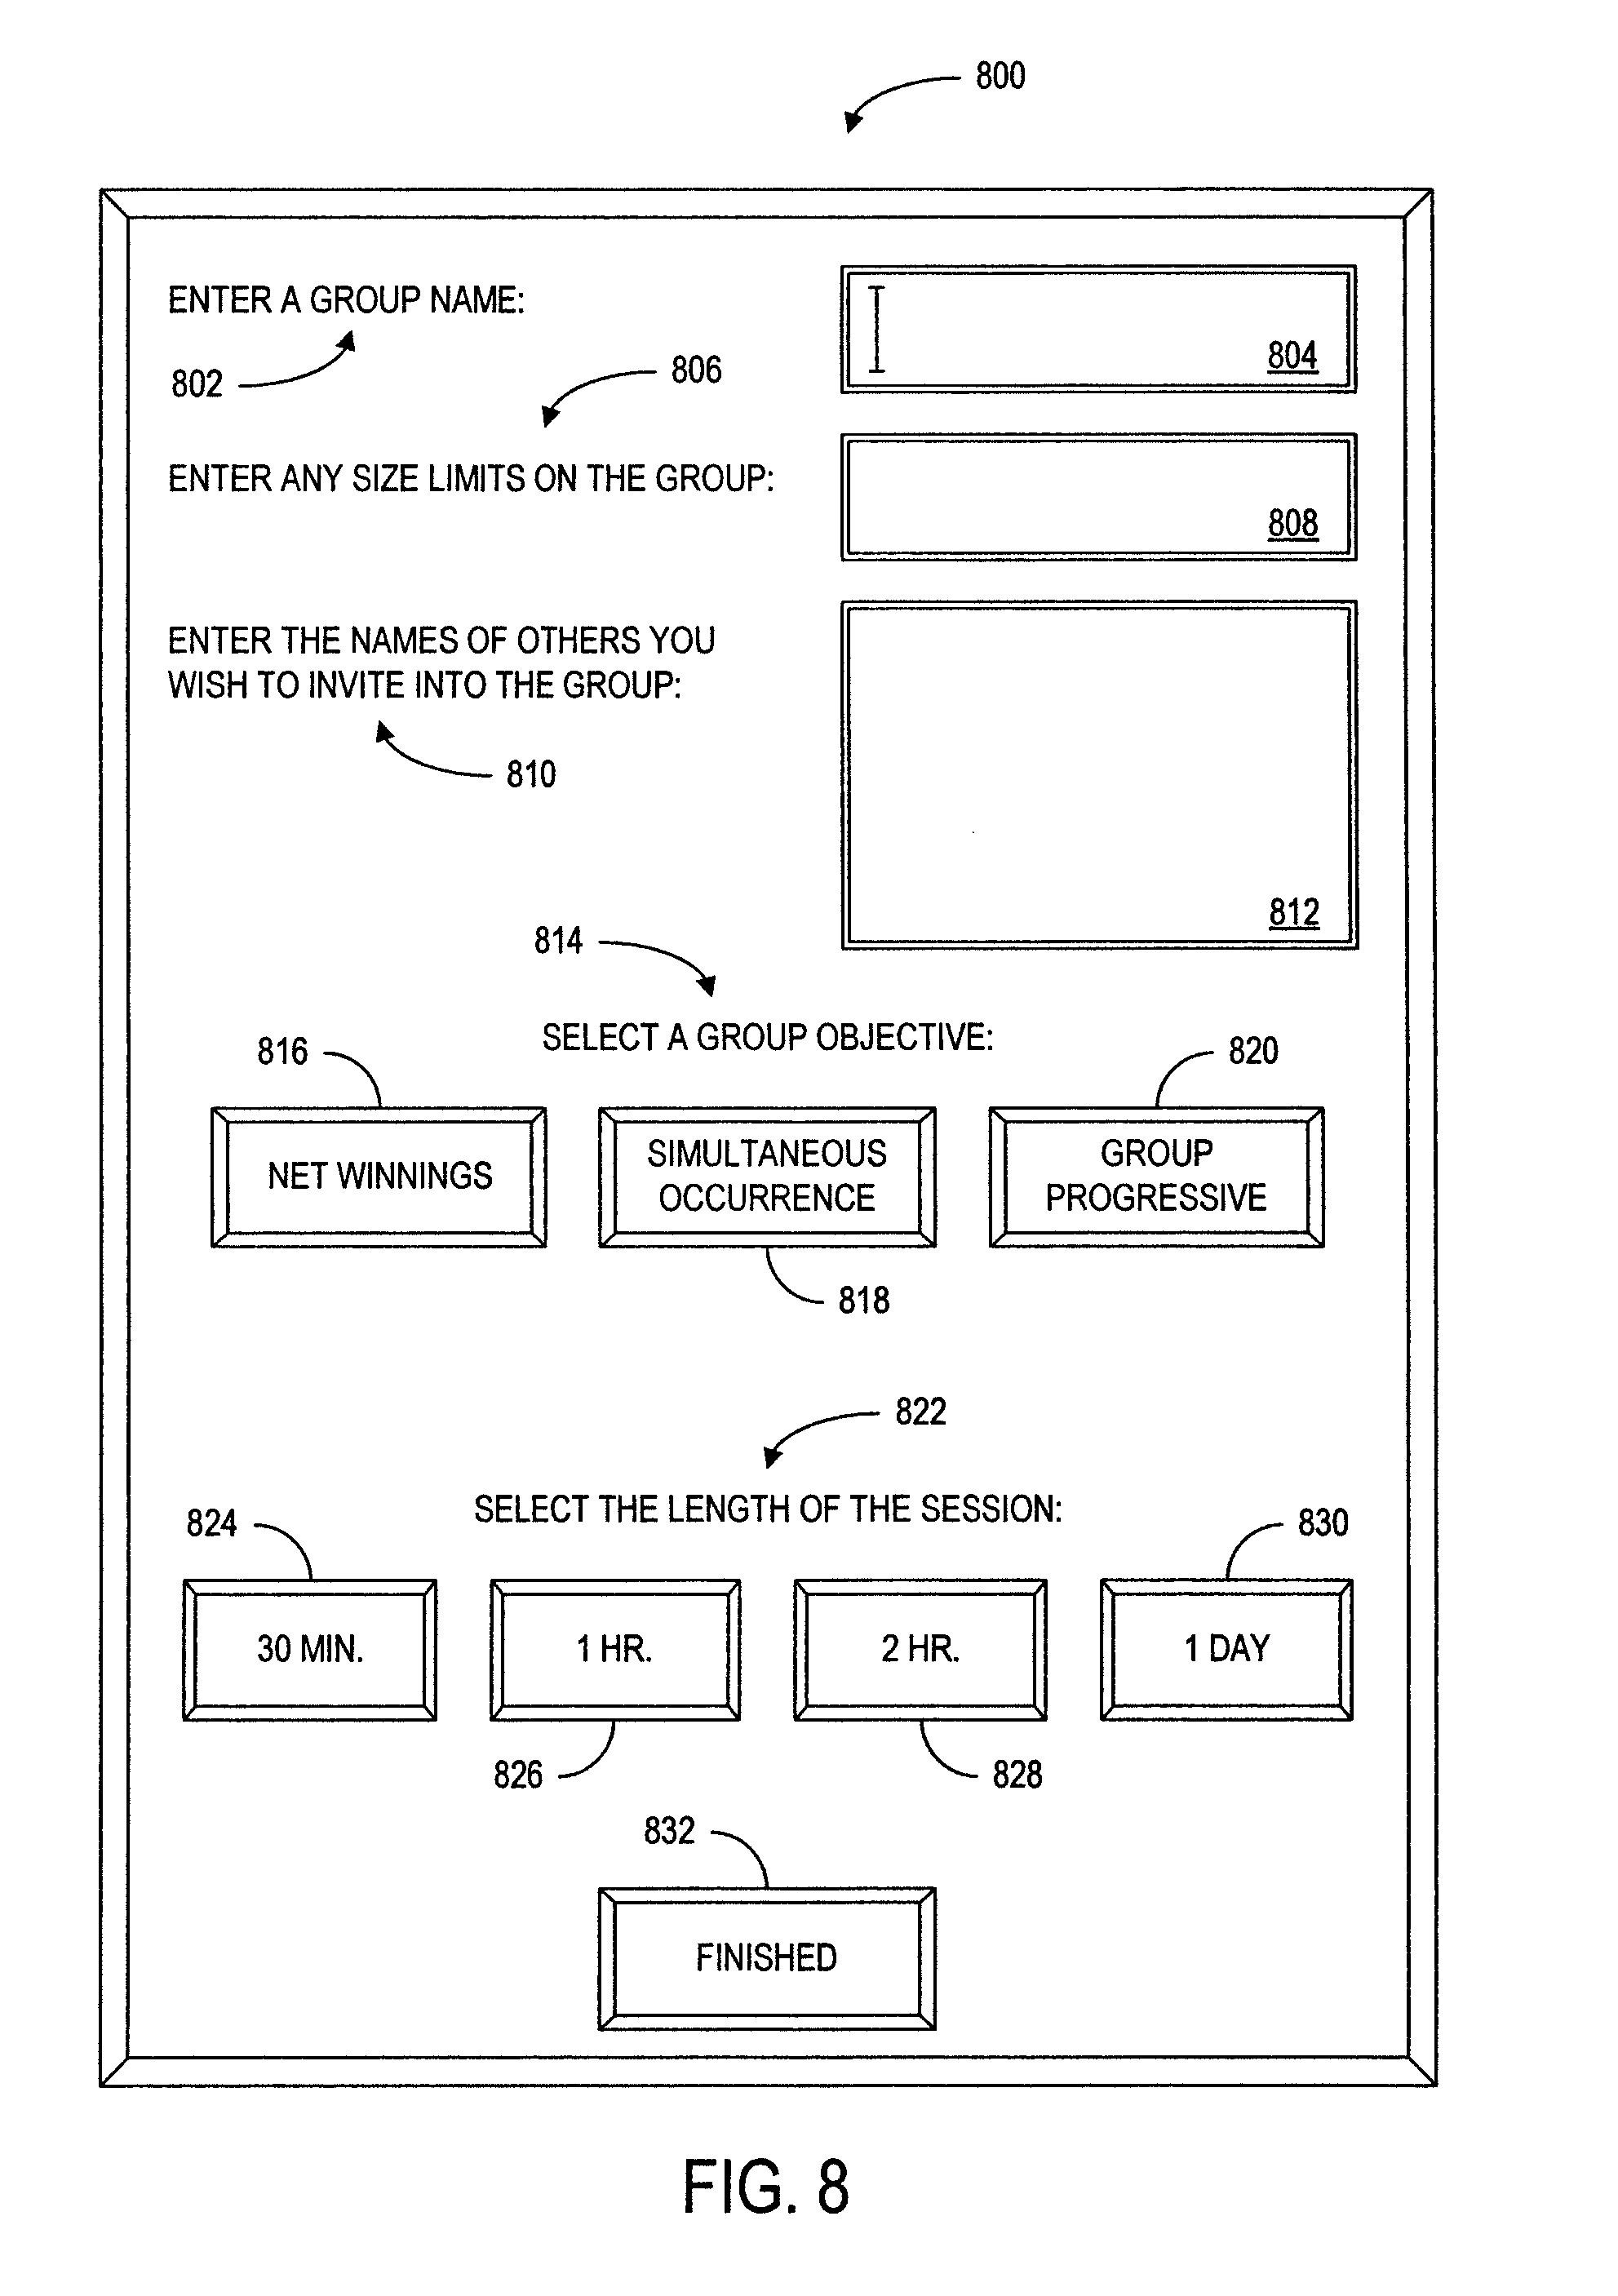 800
ENTER A GROUP NAME:
804
802
806
ENTER ANY SIZE LIMITS ON THE GROUP:
808
ENTER THE NAMES OF OTHERS YOU
WISH TO INVITE INTO THE GROUP:
810
812
814
SELECT A GROUP OBJECTIVE:
816
820
NET WINNINGS
SIMULTANEOUS
OCCURRENCE
GROUP
PROGRESSIVE
818
822
SELECT THE LENGTH OF THE SESSION:
824
830
30 MIN.
1 HR.
2 HR.
1 DAY
826
828
832
FINISHED
FIG. 8